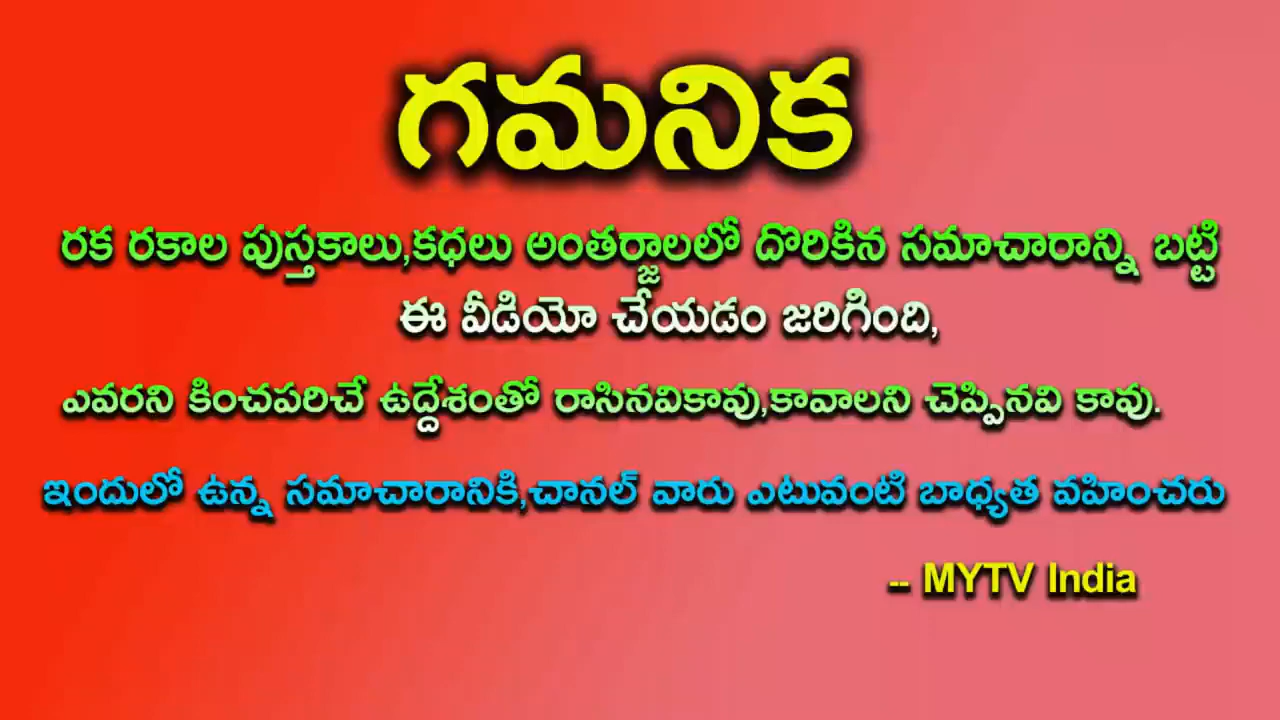 గమనిక
రక రకాల పుస్తకాలు,కధలు అంతర్జాలలో దొరికిన సమాచారాన్ని బట్టి
ఈ వీడియో చేయడం జరిగింది,
ఎవరని కించపరిచే ఉద్దేశంతో రాసినవికావు,కావాలని చెప్పినవి కావు.
ఇందులో ఉన్న సమాచారానికి,చానల్ వారు ఎటువంటి బాధ్యత వహించరు
-- MYTV India